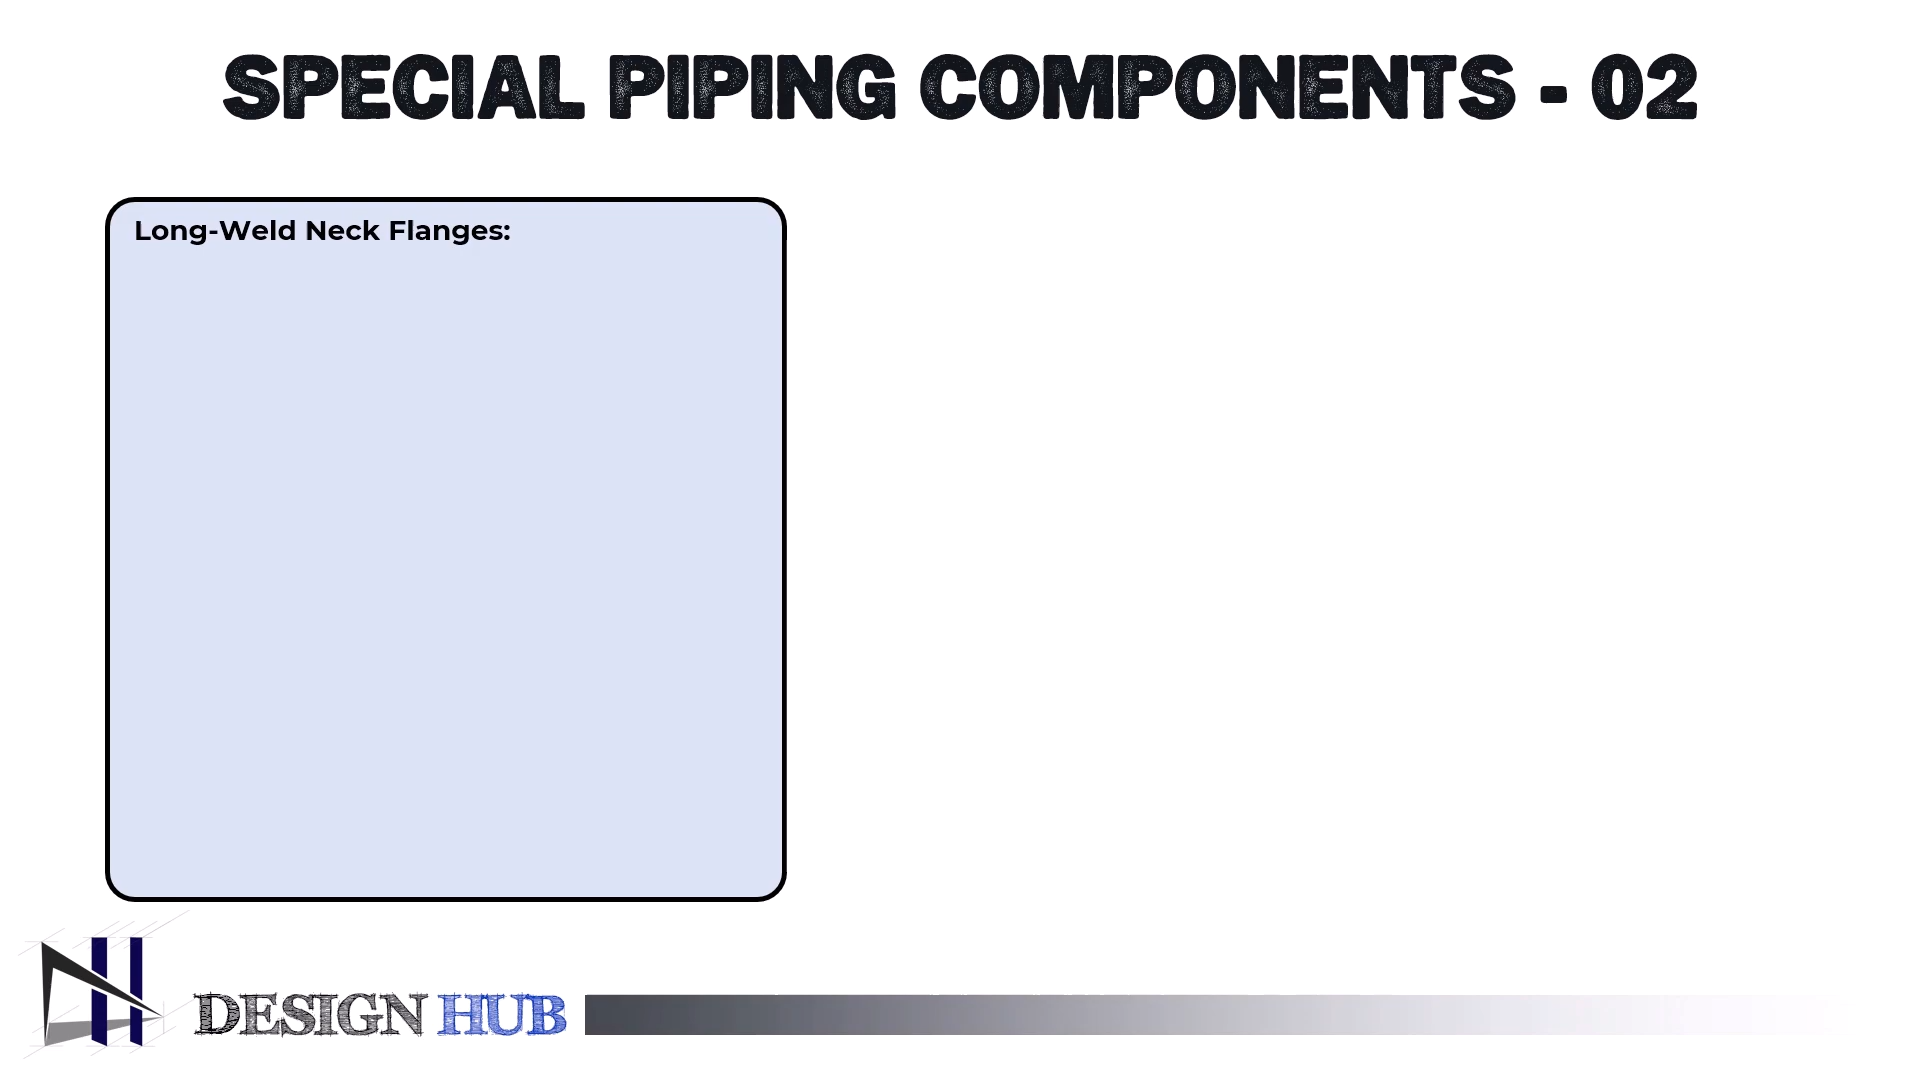 SPECIAL PIPING COMPONENTS - 02
Long-Weld Neck Flanges:
DESIGN HUB